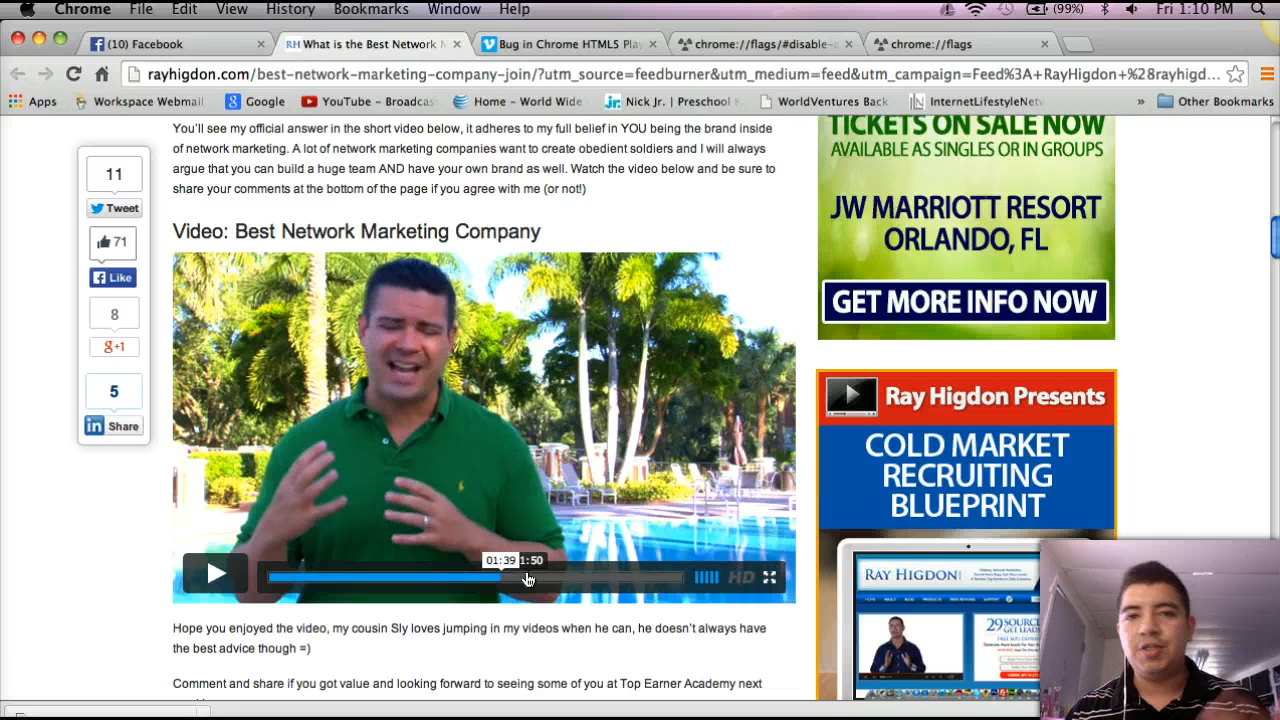 Chrome File Edit View History Bookmarks Window Help (99%) Fri 1:10 PM
(10) Facebook What is the Best Network M Bug in Chrome HTML5 Play chrome://flags/#disable- chrome://flags
rayhigdon.com/best-network-marketing-company-join/?utm_source=feedburner&utm_medium=feed&utm_campaign=Feed%3A+RayHigdon+%28rayhigd...
Apps Workspace Webmail Google YouTube - Broadcas Home - World Wide Nick Jr. | Preschool WorldVentures Back InternetLifestyleNet » Other Bookmarks
You'll see my official answer in the short video below, it adheres to my full belief in YOU being the brand inside
of network marketing. A lot of network marketing companies want to create obedient soldiers and I will always
argue that you can build a huge team AND have your own brand as well. Watch the video below and be sure to
share your comments at the bottom of the page if you agree with me (or not!)
11
Tweet
71
Like
8
+1
5
in Share
Video: Best Network Marketing Company
01:39 1:50
HD
Hope you enjoyed the video, my cousin Sly loves jumping in my videos when he can, he doesn't always have
the best advice though =)
Comment and share if you got value and looking forward to seeing some of you at Top Earner Academy next
TICKETS ON SALE NOW
AVAILABLE AS SINGLES OR IN GROUPS
JW MARRIOTT RESORT
ORLANDO, FL
GET MORE INFO NOW
Ray Higdon Presents
COLD MARKET
RECRUITING
BLUEPRINT
RAY HIGDON
29 SOURCE